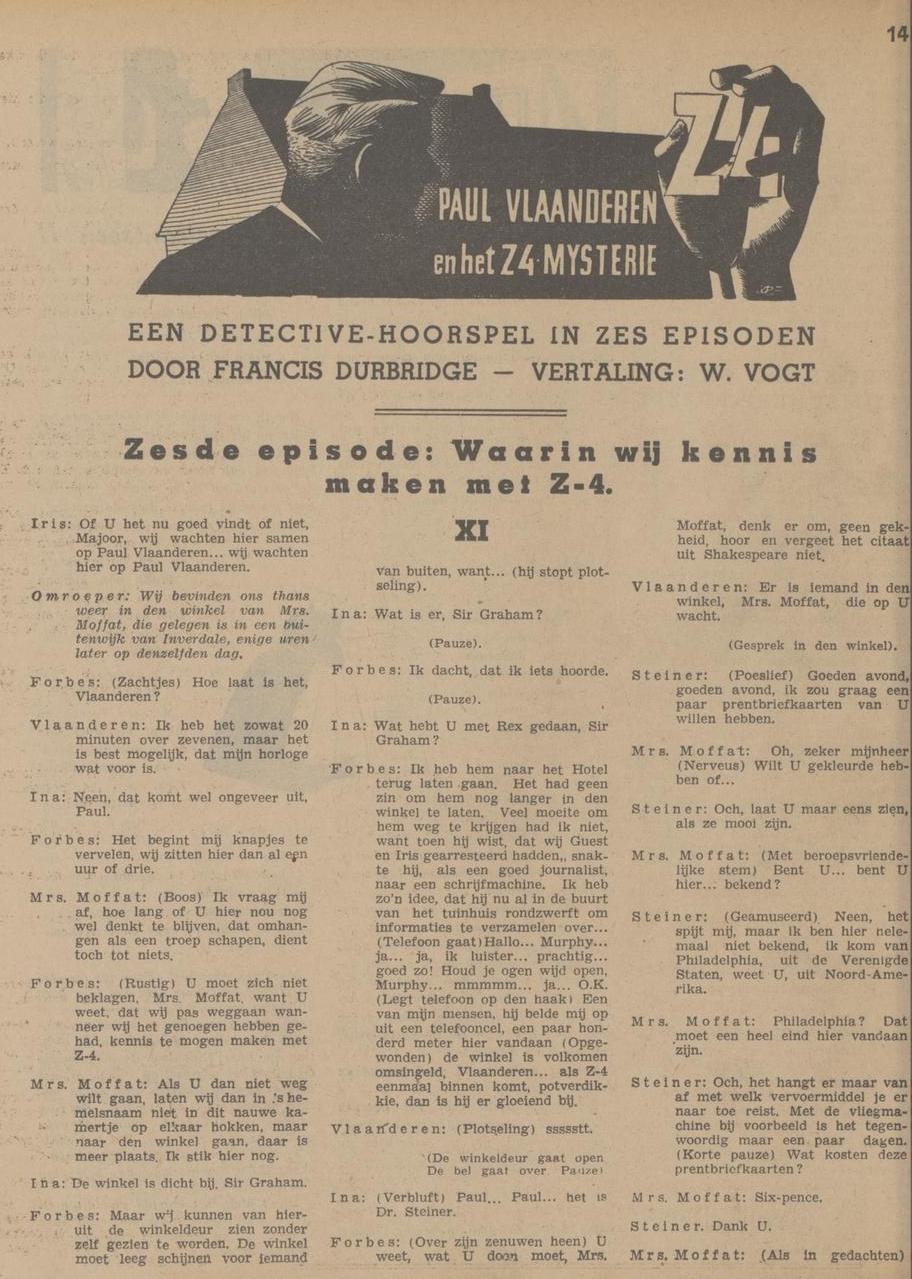 14
PAUL VLAANDEREN
en het Z4-MYSTERIE
Z4
EEN DETECTIVE-HOORSPEL IN ZES EPISODEN
DOOR FRANCIS DURBRIDGE — VERTALING: W. VOGT
Zesde episode: Waarin wij kennis
maken met Z-4.
Iris: Of U het nu goed vindt of niet,
Majoor, wij wachten hier samen
op Paul Vlaanderen... wij wachten
hier op Paul Vlaanderen.
Omroeper: Wij bevinden ons thans
weer in den winkel van Mrs.
Moffat, die gelegen is in een bui-
tenwijk van Inverdale, enige uren
later op denzelfden dag.
Forbes: (Zachtjes) Hoe laat is het,
Vlaanderen?
Vlaanderen: Ik heb het zowat 20
minuten over zevenen, maar het
is best mogelijk, dat mijn horloge
wat voor is.
Ina: Neen, dat komt wel ongeveer uit,
Paul.
Forbes: Het begint mij knapjes te
vervelen, wij zitten hier dan al een
uur of drie.
Mrs. Moffat: (Boos) Ik vraag mij
af, hoe lang of U hier nou nog
wel denkt te blijven, dat omhan-
gen als een troep schapen, dient
toch tot niets.
Forbes: (Rustig) U moet zich niet
beklagen, Mrs. Moffat, want U
weet, dat wij pas weggaan wan-
neer wij het genoegen hebben ge-
had, kennis te mogen maken met
Z-4.
Mrs. Moffat: Als U dan niet weg
wilt gaan, laten wij dan in 's he-
melsnaam niet in dit nauwe ka-
mertje op elkaar hokken, maar
naar den winkel gaan, daar is
meer plaats. Ik stik hier nog.
Ina: De winkel is dicht bij, Sir Graham.
Forbes: Maar wij kunnen van hier-
uit de winkeldeur zien zonder
zelf gezien te worden. De winkel
moet leeg schijnen voor iemand
XI
van buiten, want... (hij stopt plot-
seling).
Ina: Wat is er, Sir Graham?
(Pauze).
Forbes: Ik dacht, dat ik iets hoorde.
(Pauze).
Ina: Wat hebt U met Rex gedaan, Sir
Graham?
Forbes: Ik heb hem naar het Hotel
terug laten gaan. Het had geen
zin om hem nog langer in den
winkel te laten. Veel moeite om
hem weg te krijgen had ik niet,
want toen hij wist, dat wij Guest
en Iris gearresteerd hadden,, snak-
te hij, als een goed journalist,
naar een schrijfmachine. Ik heb
zo'n idee, dat hij nu al in de buurt
van het tuinhuis rondzwerft om
informaties te verzamelen over...
(Telefoon gaat) Hallo... Murphy...
ja... ja, ik luister... prachtig...
goed zo! Houd je ogen wijd open,
Murphy... mmmmm... ja... O.K.
(Legt telefoon op den haak) Een
van mijn mensen, hij belde mij op
uit een telefooncel, een paar hon-
derd meter hier vandaan (Opge-
wonden) de winkel is volkomen
omsingeld, Vlaanderen... als Z-4
eenmaal binnen komt, potverdik-
kie, dan is hij er gloeiend bij.
Vlaanderen: (Plotseling) ssssstt.
(De winkeldeur gaat open
De bel gaat over Pauze)
Ina: (Verbluft) Paul... Paul... het is
Dr. Steiner.
Forbes: (Over zijn zenuwen heen) U
weet, wat U doen moet, Mrs.
Moffat, denk er om, geen gek-
heid, hoor en vergeet het citaat
uit Shakespeare niet.
Vlaanderen: Er is iemand in den
winkel, Mrs. Moffat, die op U
wacht.
(Gesprek in den winkel).
Steiner: (Poeslief) Goeden avond,
goeden avond, ik zou graag een
paar prentbriefkaarten van U
willen hebben.
Mrs. Moffat: Oh, zeker mijnheer
(Nerveus) Wilt U gekleurde heb-
ben of...
Steiner: Och, laat U maar eens zien,
als ze mooi zijn.
Mrs. Moffat: (Met beroepsvriende-
lijke stem) Bent U... bent U
hier... bekend?
Steiner: (Geamuseerd) Neen, het
spijt mij, maar ik ben hier hele-
maal niet bekend, ik kom van
Philadelphia, uit de Verenigde
Staten, weet U, uit Noord-Ame-
rika.
Mrs. Moffat: Philadelphia? Dat
moet een heel eind hier vandaan
zijn.
Steiner: Och, het hangt er maar van
af met welk vervoermiddel je er
naar toe reist. Met de vliegma-
chine bij voorbeeld is het tegen-
woordig maar een paar dagen.
(Korte pauze) Wat kosten deze
prentbriefkaarten?
Mrs. Moffat: Six-pence.
Steiner. Dank U.
Mrs. Moffat: (Als in gedachten)